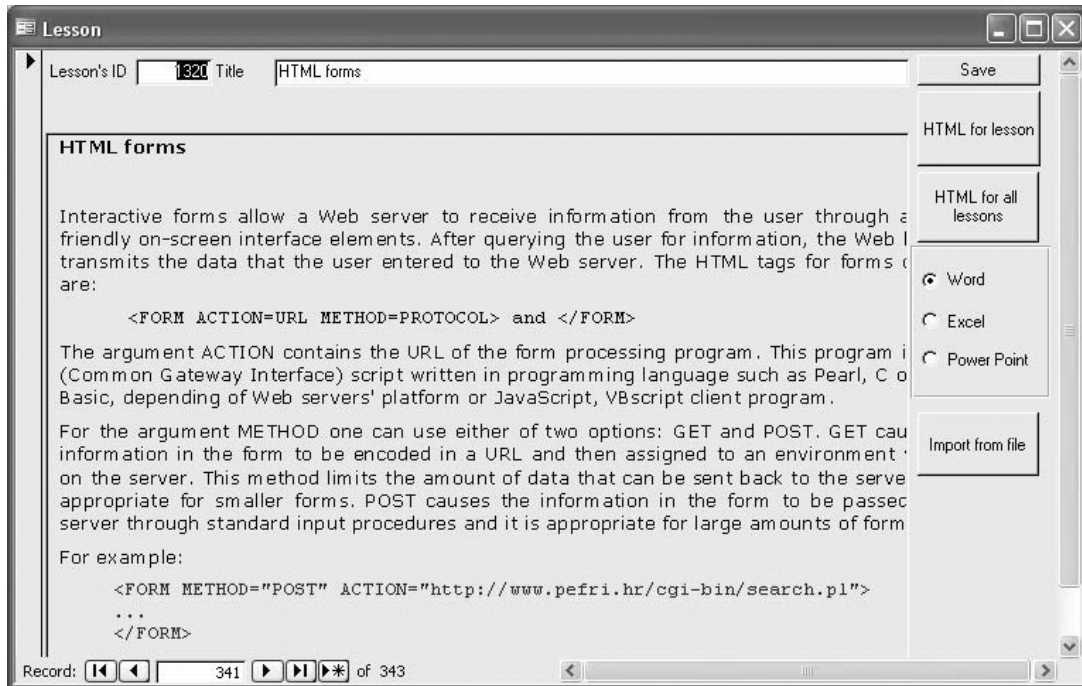 Lesson
Lesson's ID 1320 Title HTML forms
Save
HTML for lesson
HTML for all
lessons
Word
Excel
Power Point
Import from file
HTML forms
Interactive forms allow a Web server to receive information from the user through a
friendly on-screen interface elements. After querying the user for information, the Web
transmits the data that the user entered to the Web server. The HTML tags for forms
are:
<FORM ACTION=URL METHOD=PROTOCOL> and </FORM>
The argument ACTION contains the URL of the form processing program. This program
(Common Gateway Interface) script written in programming language such as Pearl, C
Basic, depending of Web servers' platform or JavaScript, VBscript client program.
For the argument METHOD one can use either of two options: GET and POST. GET cau
information in the form to be encoded in a URL and then assigned to an environment
on the server. This method limits the amount of data that can be sent back to the serve
appropriate for smaller forms. POST causes the information in the form to be passed
server through standard input procedures and it is appropriate for large amounts of form
For example:
<FORM METHOD="POST" ACTION="http://www.pefri.hr/cgi-bin/search.pl">
...
</FORM>
Record: 341 of 343